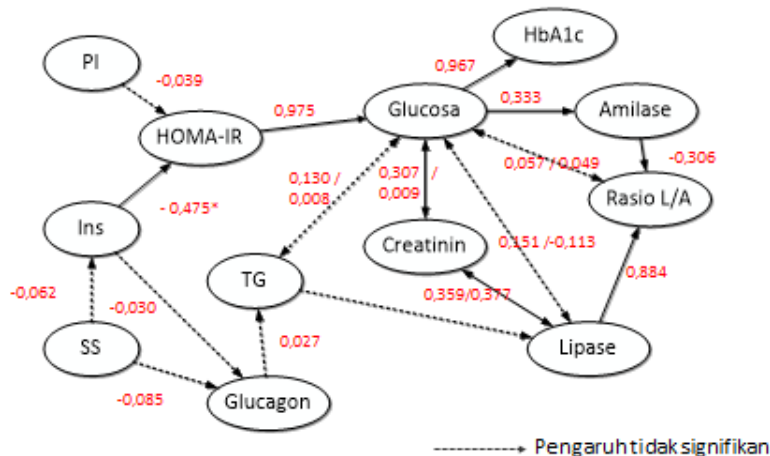 HbA1c
PI
-0,039
0,967
Glucosa
0,333
Amilase
0,975
HOMA-IR
-0,306
0,057 / 0,049
0,130 /
0,008
0,307 /
0,009
Rasio L/A
- 0,475*
Ins
Creatinin
0,151 /-0,113
TG
0,884
-0,062
-0,030
0,359/0,377
SS
0,027
Lipase
-0,085
Glucagon
Pengaruh tidak signifikan